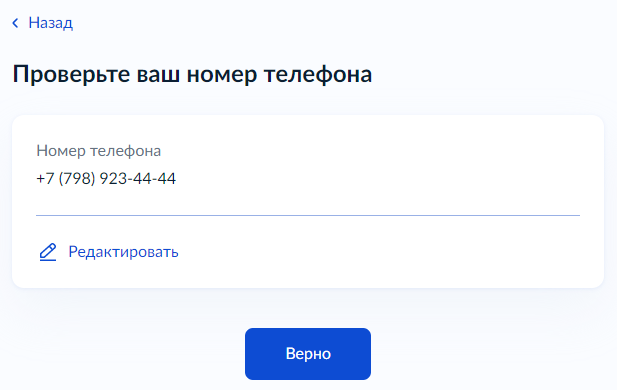 Назад
Проверьте ваш номер телефона
Номер телефона
+7 (798) 923-44-44
Редактировать
Верно